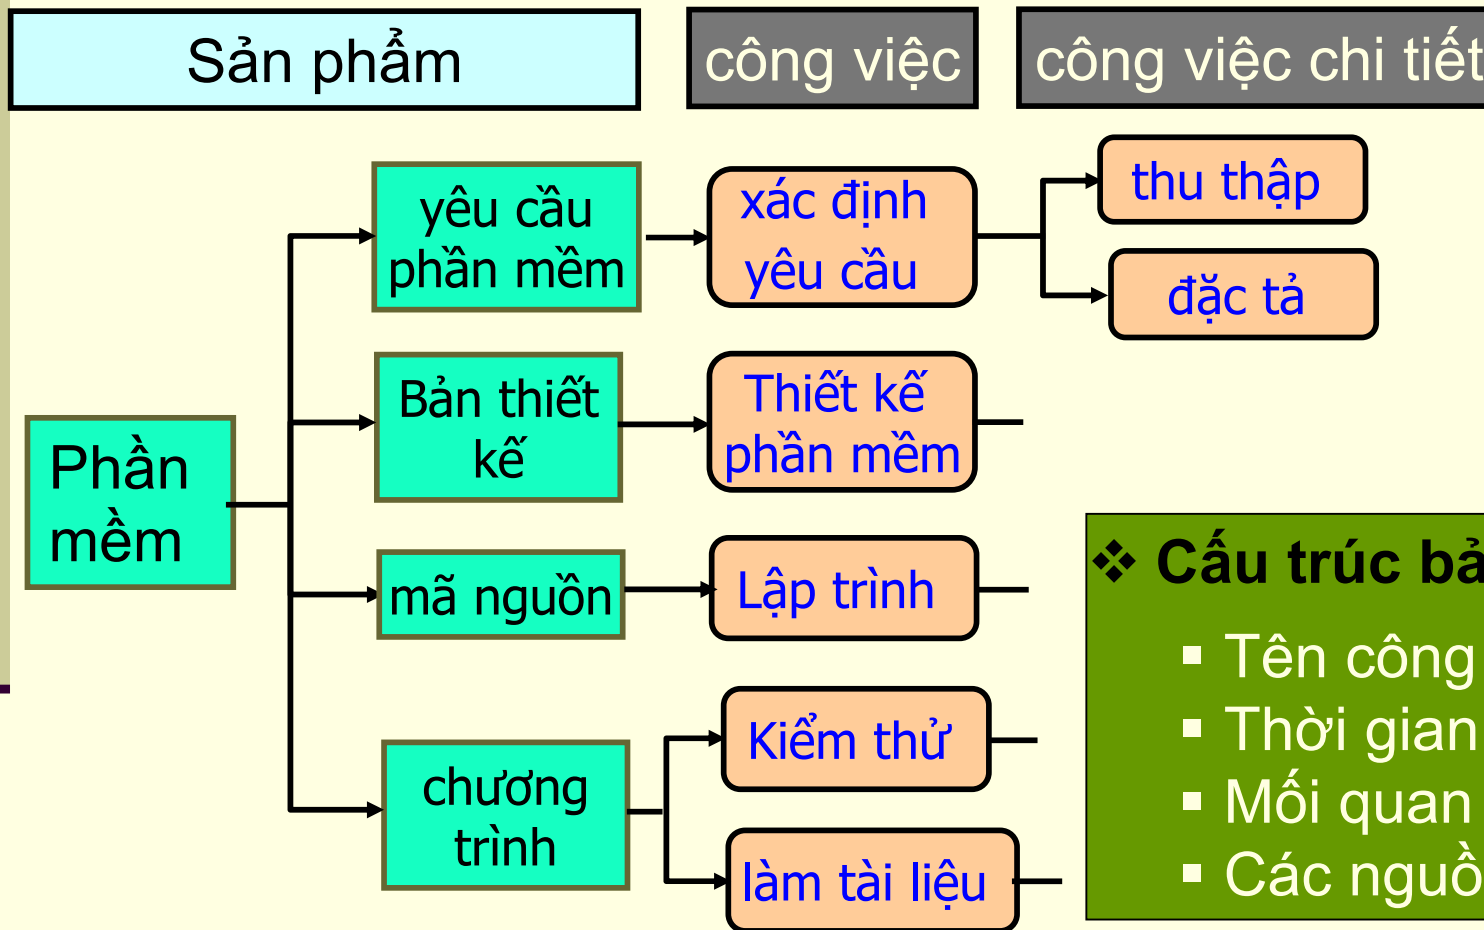 Sản phẩm
công việc
công việc chi tiết
yêu cầu
phần mềm
xác định
yêu cầu
thu thập
đặc tả
Bản thiết
kế
Thiết kế
phần mềm
Phần
mềm
mã nguồn
Lập trình
chương
trình
Kiểm thử
làm tài liệu
❖ Cấu trúc
▪ Tên công
▪ Thời gian
▪ Mối quan
▪ Các